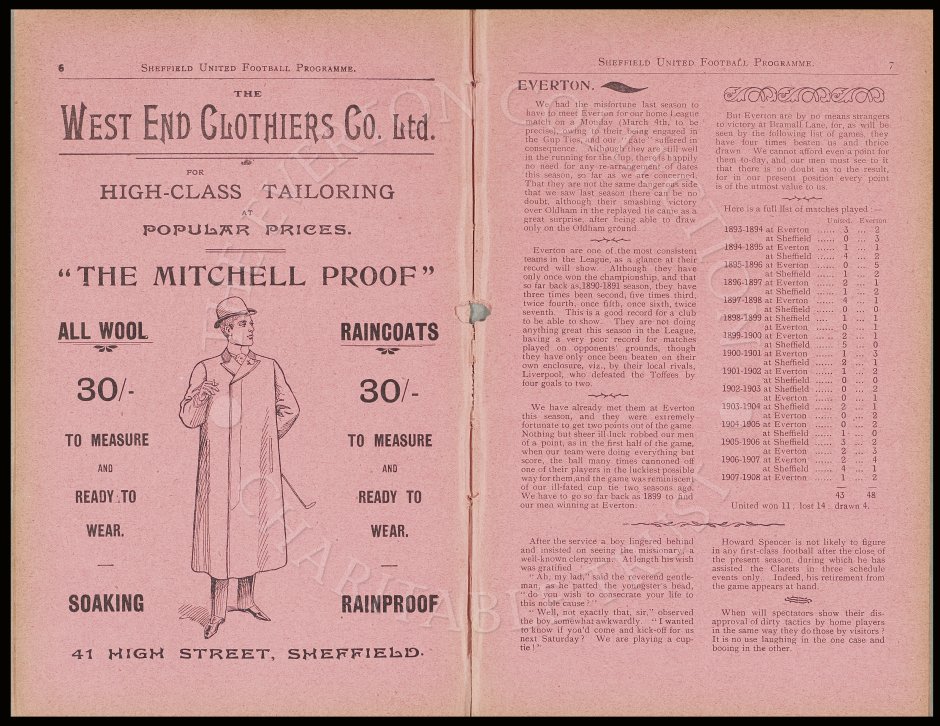 6
SHEFFIELD UNITED FOOTBALL PROGRAMME.
THE
WEST END CLOTHIERS CO. Ltd.
FOR
HIGH-CLASS TAILORING
AT
POPULAR PRICES.
"THE MITCHELL PROOF"
ALL WOOL
30/-
TO MEASURE
AND
READY TO
WEAR.
SOAKING
RAINCOATS
30/-
TO MEASURE
AND
READY TO
WEAR.
RAINPROOF
41 HIGH STREET, SHEFFIELD.
SHEFFIELD UNITED FOOTBALL PROGRAMME.
7
EVERTON.
We had the misfortune last season to
have to meet Everton for our home League
match on a Monday (March 4th, to be
precise), owing to their being engaged in
the Cup Ties, and our "gate" suffered in
consequence. Although they are still well
in the running for the Cup, there is happily
no need for any re-arrangement of dates
this season, so far as we are concerned.
That they are not the same dangerous side
that we saw last season there can be no
doubt, although their smashing victory
over Oldham in the replayed tie came as a
great surprise, after being able to draw
only on the Oldham ground
Everton are one of the most consistent
teams in the League, as a glance at their
record will show. Although they have
only once won the championship, and that
so far back as 1890-1891 season, they have
three times been second, five times third,
twice fourth, once fifth, once sixth, twice
seventh. This is a good record for a club
to be able to show. They are not doing
anything great this season in the League,
having a very poor record for matches
played on opponents' grounds, though
they have only once been beaten on their
own enclosure, viz., by their local rivals,
Liverpool, who defeated the Toffees by
four goals to two.
We have already met them at Everton
this season, and they were extremely
fortunate to get two points out of the game.
Nothing but sheer ill-luck robbed our men
of a point, as in the first half of the game,
when our team were doing everything but
score, the ball many times cannoned off
one of their players in the luckiest possible
way for them, and the game was reminiscent
of our ill-fated cup tie two seasons ago.
We have to go so far back as 1899 to find
our men winning at Everton.
But Everton are by no means strangers
to victory at Bramall Lane, for, as will be
seen by the following list of games, they
have four times beaten us and thrice
drawn. We cannot afford even a point for
them to-day, and our men must see to it
that there is no doubt as to the result,
for in our present position every point
is of the utmost value to us.
Here is a full list of matches played :—
United. Everton
1893-1894 at Everton ...... 3 ... 2
at Sheffield ...... 0 ... 3
1894-1895 at Everton ...... 1 ... 1
at Sheffield ...... 4 ... 2
1895-1896 at Everton ...... 0 ... 5
at Sheffield ...... 1 ... 2
1896-1897 at Everton ...... 2 ... 1
at Sheffield ...... 1 ... 2
1897-1898 at Everton ...... 4 ... 1
at Sheffield ...... 0 ... 0
1898-1899 at Sheffield ...... 1 ... 1
at Everton ...... 0 ... 1
1899-1900 at Everton ...... 2 ... 1
at Sheffield ...... 5 ... 0
1900-1901 at Everton ...... 1 ... 3
at Sheffield ...... 2 ... 1
1901-1902 at Everton ...... 1 ... 2
at Sheffield ...... 0 ... 0
1902-1903 at Sheffield ...... 0 ... 2
at Everton ...... 0 ... 1
1903-1904 at Sheffield ...... 2 ... 1
at Everton ...... 0 ... 2
1904-1905 at Everton ...... 0 ... 2
at Sheffield ...... 1 ... 0
1905-1906 at Sheffield ...... 3 ... 2
at Everton ...... 2 ... 3
1906-1907 at Everton ...... 2 ... 4
at Sheffield ...... 4 ... 1
1907-1908 at Everton ...... 1 ... 2
43 48
United won 11, lost 14, drawn 4.
After the service a boy lingered behind
and insisted on seeing the missionary, a
well-known clergyman. At length his wish
was gratified
"Ah, my lad," said the reverend gentle-
man, as he patted the youngster's head,
"do you wish to consecrate your life to
this noble cause?"
"Well, not exactly that, sir," observed
the boy somewhat awkwardly. "I wanted
to know if you'd come and kick-off for us
next Saturday? We are playing a cup-
tie!"
Howard Spencer is not likely to figure
in any first-class football after the close of
the present season, during which he has
assisted the Clarets in three schedule
events only. Indeed, his retirement from
the game appears at hand.
When will spectators show their dis-
approval of dirty tactics by home players
in the same way they do those by visitors?
It is no use laughing in the one case and
booing in the other.